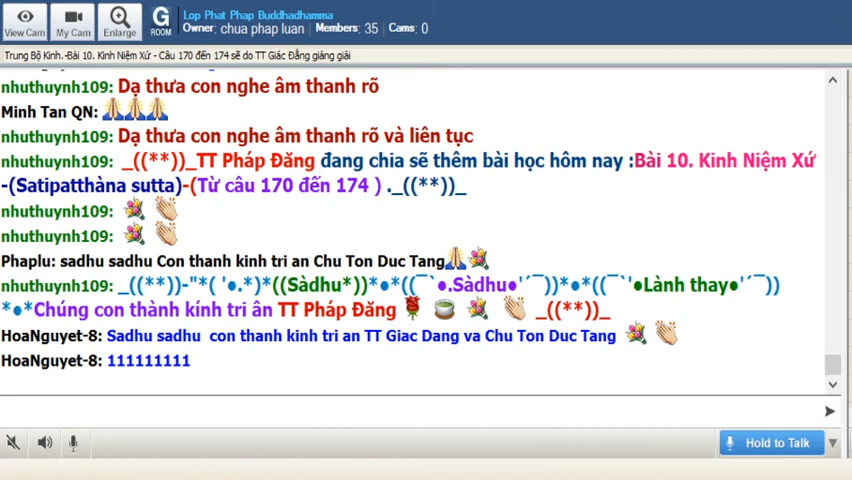 Lop Phat Phap Buddhadhamma
Owner: chua phap luan : Members: 35 : Cams: 0
View Cam
My Cam
Enlarge
G
ROOM
Trung Bộ Kinh.-Bài 10. Kinh Niệm Xứ - Câu 170 đến 174 sẽ do TT Giác Đẳng giảng giải
nhuthuynh109: Dạ thưa con nghe âm thanh rõ
Minh Tan QN: 🙏🙏🙏
nhuthuynh109: Dạ thưa con nghe âm thanh rõ và liên tục
nhuthuynh109: _((**))_TT Pháp Đăng đang chia sẽ thêm bài học hôm nay :Bài 10. Kinh Niệm Xứ
-(Satipatthàna sutta)-(Từ câu 170 đến 174 ) ._((**))_
nhuthuynh109: 💐 👏
nhuthuynh109: 💐 👏
Phaplu: sadhu sadhu Con thanh kinh tri an Chu Ton Duc Tang🙏💐
nhuthuynh109: _((**))-"*( '●.*)*((Sàdhu*))*●*((¯`●.Sàdhu●'´¯))*●*((¯`'●Lành thay●'´¯))
*●*Chúng con thành kính tri ân TT Pháp Đăng 🌹 🍵 💐 👏 _((**))_
HoaNguyet-8: Sadhu sadhu con thanh kinh tri an TT Giac Dang va Chu Ton Duc Tang 💐 👏
HoaNguyet-8: 111111111
Hold to Talk